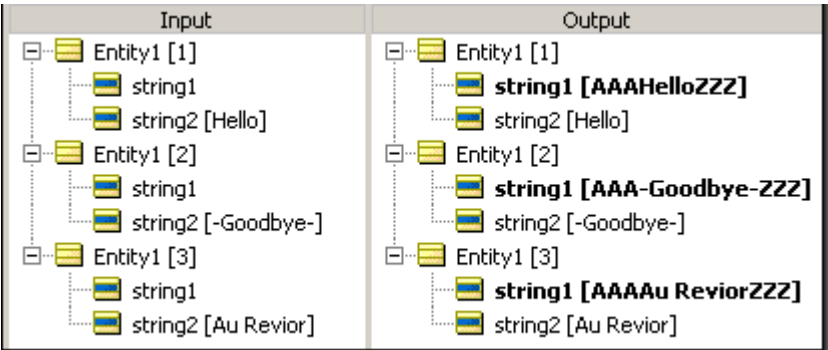 Input
Entity1 [1]
string1
string2 [Hello]
Entity1 [2]
string1
string2 [-Goodbye-]
Entity1 [3]
string1
string2 [Au Revior]
Output
Entity1 [1]
string1 [AAAHelloZZZ]
string2 [Hello]
Entity1 [2]
string1 [AAA-Goodbye-ZZZ]
string2 [-Goodbye-]
Entity1 [3]
string1 [AAAAu ReviorZZZ]
string2 [Au Revior]